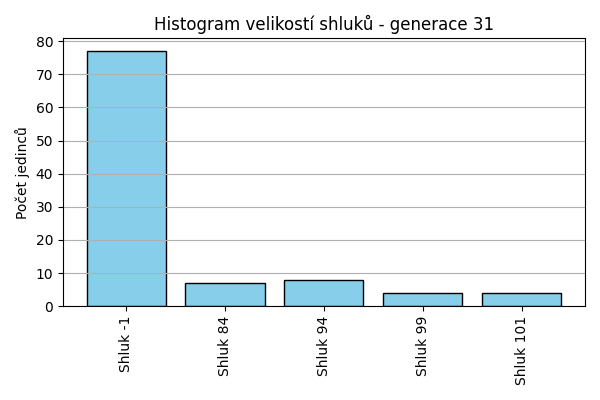 Histogram velikostí shluků - generace 31
Počet jedinců
80
70
60
50
40
30
20
10
0
Shluk -1
Shluk 84
Shluk 94
Shluk 99
Shluk 101